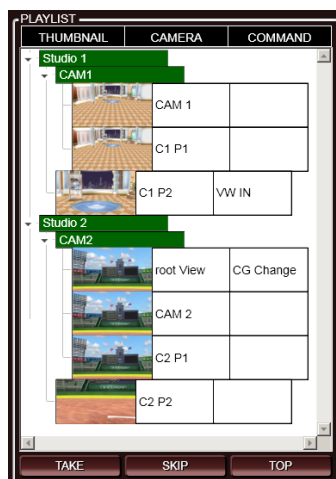 PLAYLIST
THUMBNAIL CAMERA COMMAND
Studio 1
CAM1
CAM 1
C1 P1
C1 P2 VW IN
Studio 2
CAM2
root View CG Change
CAM 2
C2 P1
C2 P2
TAKE SKIP TOP